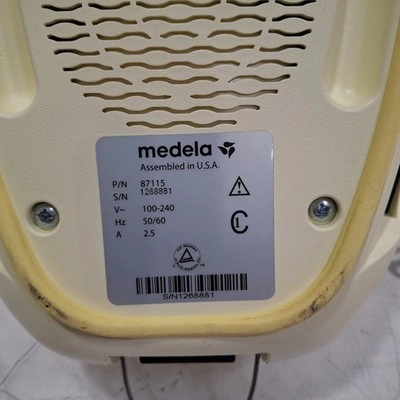 medela
Assembled in U.S.A.
P/N 87115
S/N 1268881
V~ 100-240
Hz 50/60
A 2.5
S/N1268881